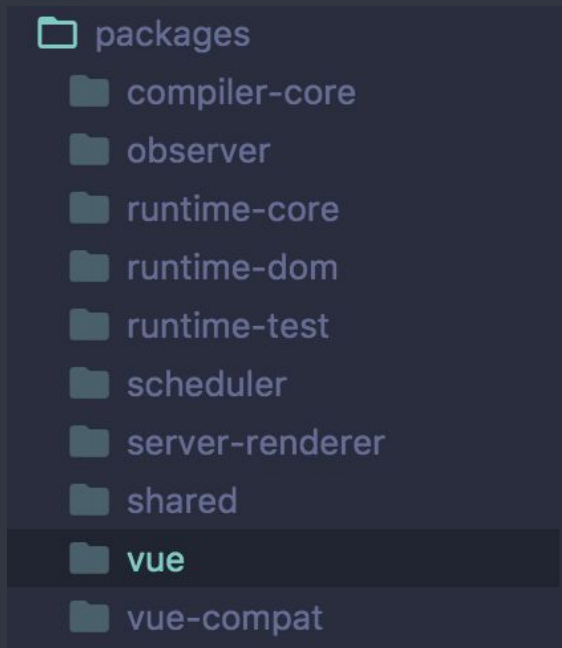 packages
compiler-core
observer
runtime-core
runtime-dom
runtime-test
scheduler
server-renderer
shared
vue
vue-compat